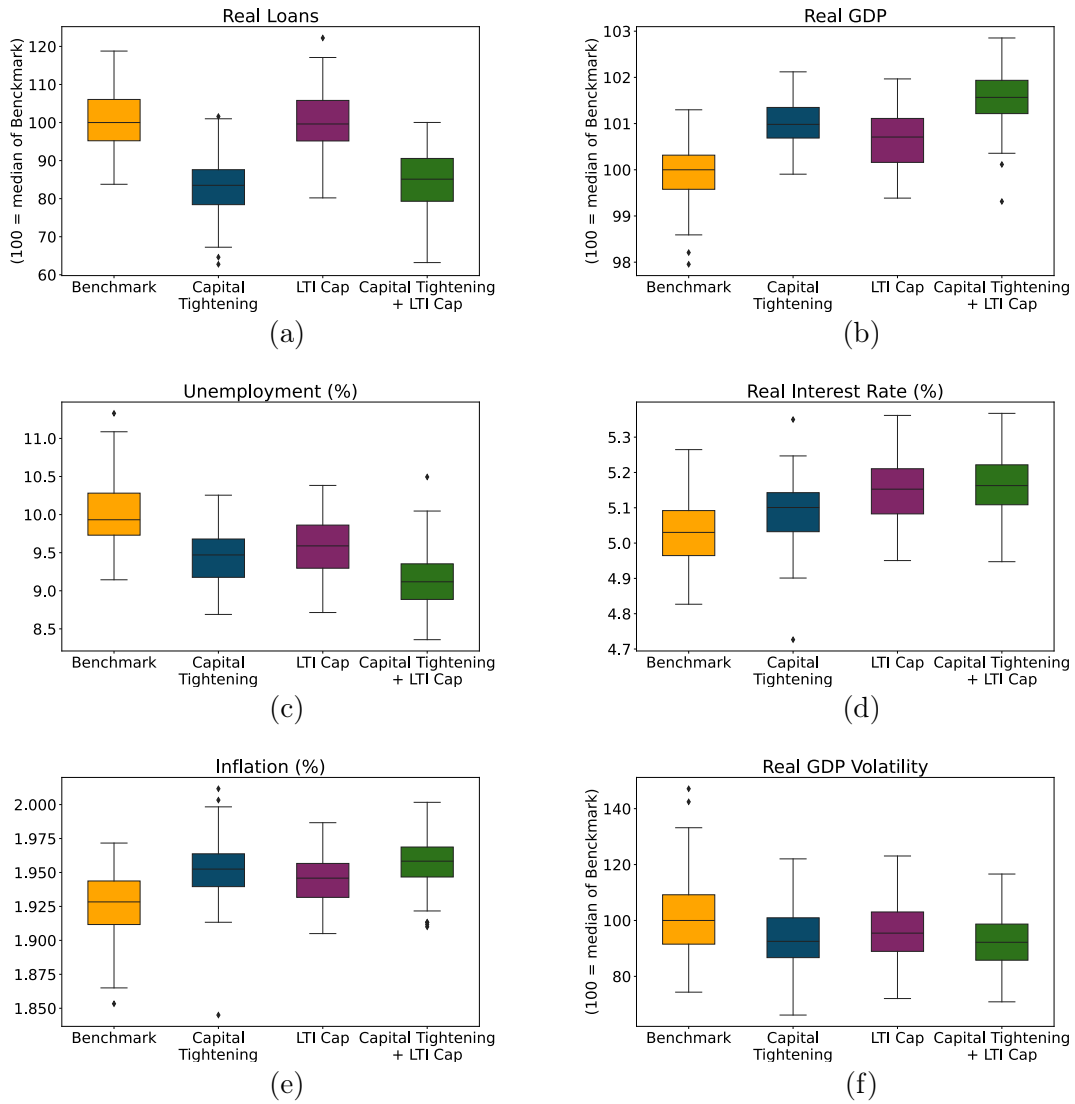 Real Loans
(100 = median of Benckmark)
120
110
100
90
80
70
60
Benchmark
Capital
Tightening
LTI Cap
Capital Tightening
+ LTI Cap
(a)
Real GDP
(100 = median of Benckmark)
103
102
101
100
99
98
Benchmark
Capital
Tightening
LTI Cap
Capital Tightening
+ LTI Cap
(b)
Unemployment (%)
11.0
10.5
10.0
9.5
9.0
8.5
Benchmark
Capital
Tightening
LTI Cap
Capital Tightening
+ LTI Cap
(c)
Real Interest Rate (%)
5.3
5.2
5.1
5.0
4.9
4.8
4.7
Benchmark
Capital
Tightening
LTI Cap
Capital Tightening
+ LTI Cap
(d)
Inflation (%)
2.000
1.975
1.950
1.925
1.900
1.875
1.850
Benchmark
Capital
Tightening
LTI Cap
Capital Tightening
+ LTI Cap
(e)
Real GDP Volatility
(100 = median of Benckmark)
140
120
100
80
Benchmark
Capital
Tightening
LTI Cap
Capital Tightening
+ LTI Cap
(f)